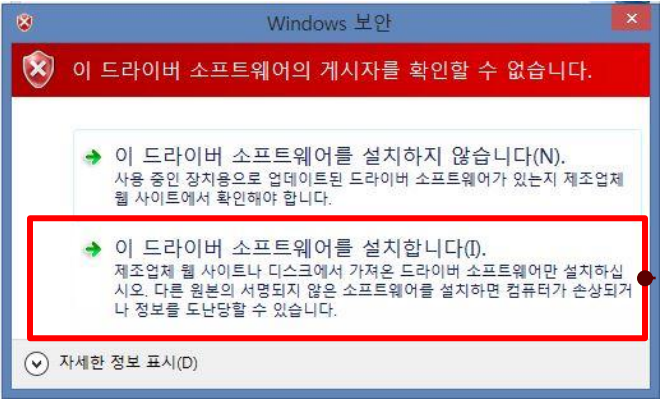 Windows 보안
이 드라이버 소프트웨어의 게시자를 확인할 수 없습니다.
이 드라이버 소프트웨어를 설치하지 않습니다(N).
사용 중인 장치용으로 업데이트된 드라이버 소프트웨어가 있는지 제조업체
웹 사이트에서 확인해야 합니다.
이 드라이버 소프트웨어를 설치합니다(I).
제조업체 웹 사이트나 디스크에서 가져온 드라이버 소프트웨어만 설치하십
시오. 다른 원본의 서명되지 않은 소프트웨어를 설치하면 컴퓨터가 손상되거
나 정보를 도난당할 수 있습니다.
자세한 정보 표시(D)